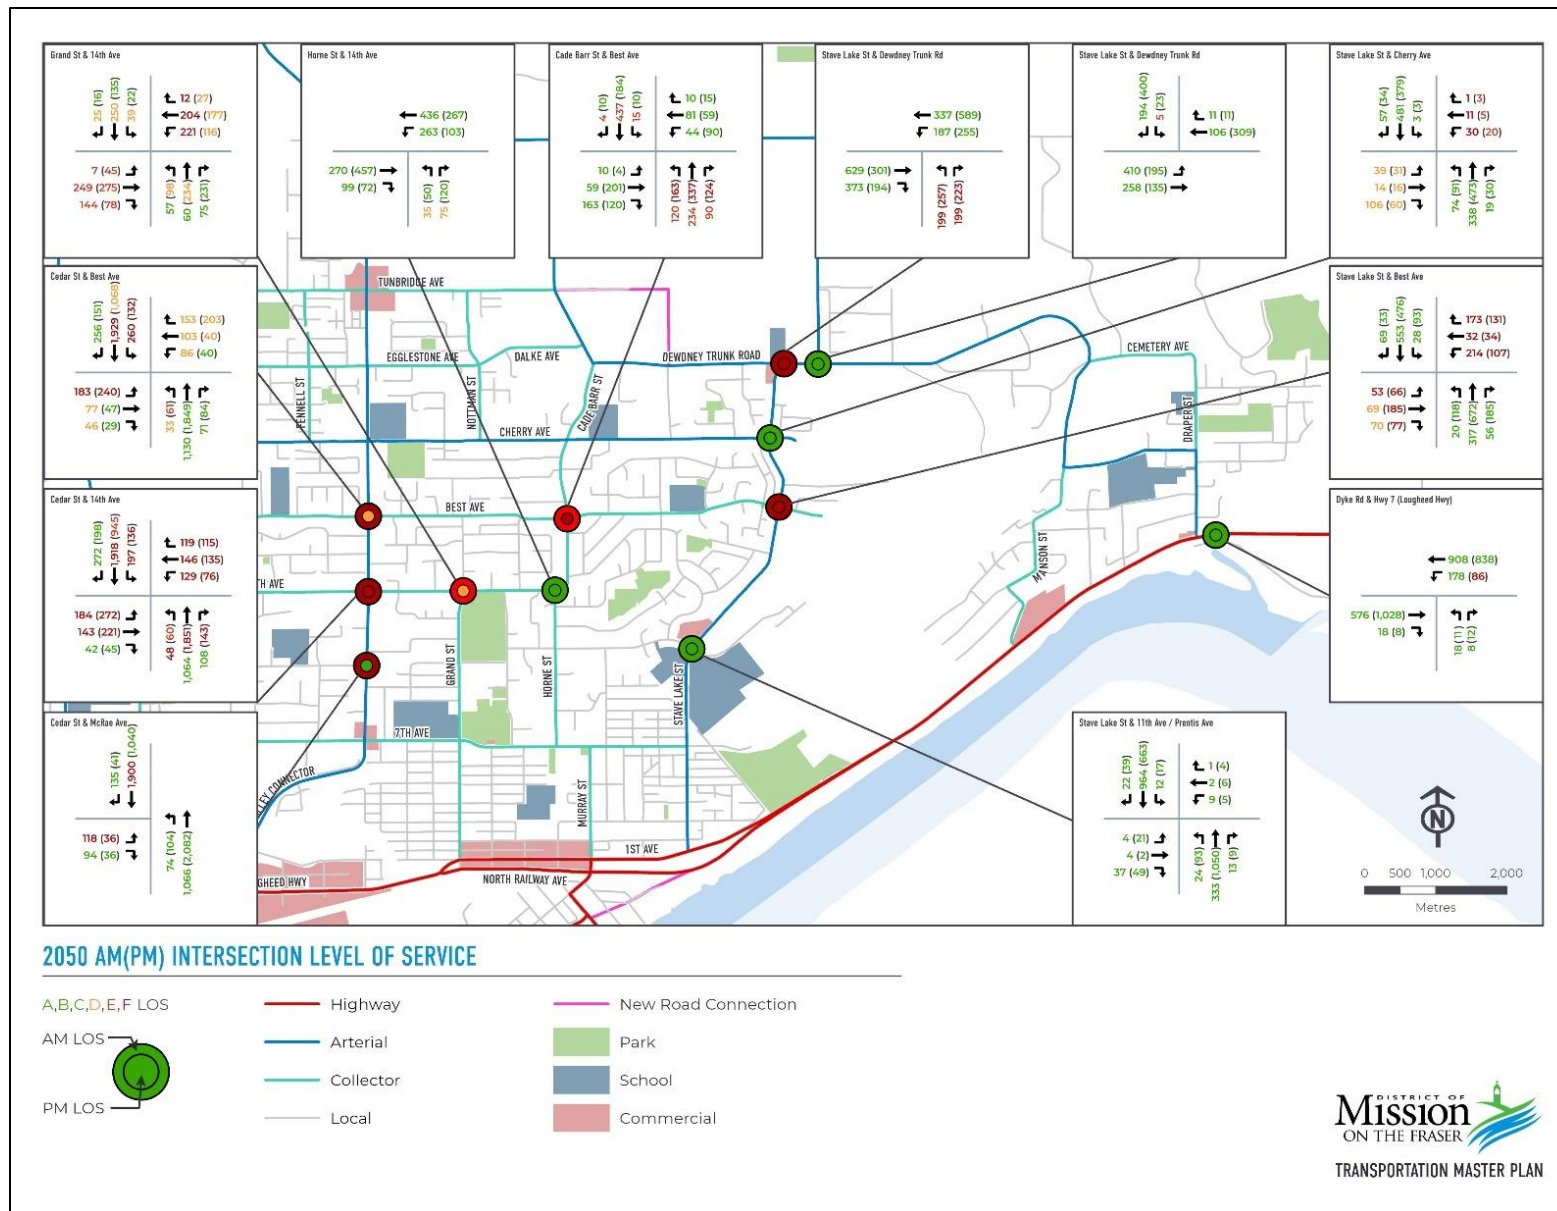 Grand St & 14th Ave
25 (16)
250 (135)
39 (22)
12 (27)
204 (177)
221 (116)
7 (45)
249 (275)
144 (78)
57 (98)
60 (234)
75 (231)
Horne St & 14th Ave
436 (267)
263 (103)
270 (457)
99 (72)
35 (50)
75 (120)
Cade Barr St & Best Ave
4 (10)
437 (184)
15 (10)
10 (15)
81 (59)
44 (90)
10 (4)
59 (201)
163 (120)
120 (163)
234 (337)
90 (124)
Stave Lake St & Dewdney Trunk Rd
337 (589)
187 (255)
629 (301)
373 (194)
199 (257)
199 (223)
Stave Lake St & Dewdney Trunk Rd
194 (400)
5 (23)
11 (11)
106 (309)
410 (195)
258 (135)
Stave Lake St & Cherry Ave
57 (34)
481 (379)
3 (3)
1 (3)
11 (5)
30 (20)
39 (31)
14 (16)
106 (60)
74 (91)
338 (473)
19 (30)
Cedar St & Best Ave
256 (151)
1,929 (1,068)
260 (132)
153 (203)
103 (40)
86 (40)
183 (240)
77 (47)
46 (29)
33 (61)
1,130 (1,849)
71 (84)
Stave Lake St & Best Ave
69 (33)
553 (476)
28 (93)
173 (131)
32 (34)
214 (107)
53 (66)
69 (185)
70 (77)
20 (118)
317 (672)
56 (185)
Cedar St & 14th Ave
272 (198)
1,918 (945)
197 (136)
119 (115)
146 (135)
129 (76)
184 (272)
143 (221)
42 (45)
48 (60)
1,064 (1,851)
108 (143)
Dyke Rd & Hwy 7 (Lougheed Hwy)
908 (838)
178 (86)
576 (1,028)
18 (8)
18 (11)
8 (12)
Cedar St & McRae Ave
135 (41)
1,900 (1,040)
118 (36)
94 (36)
74 (104)
1,066 (2,082)
Stave Lake St & 11th Ave / Prentis Ave
22 (39)
964 (663)
12 (17)
1 (4)
2 (6)
9 (5)
4 (21)
4 (2)
37 (49)
24 (93)
333 (1,050)
13 (9)
TUNBRIDGE AVE
EGGLESTONE AVE
DALKE AVE
DEWDNEY TRUNK ROAD
CEMETERY AVE
FENNELL ST
NOTTMAN ST
CADE BARR ST
DRAPER ST
CHERRY AVE
BEST AVE
MANSON ST
TH AVE
GRAND ST
HORNE ST
STAVE LAKE ST
7TH AVE
LLEY CONNECTOR
MURRAY ST
1ST AVE
GHEED HWY
NORTH RAILWAY AVE
N
0 500 1,000 2,000
Metres
2050 AM(PM) INTERSECTION LEVEL OF SERVICE
A,B,C,D,E,F LOS
AM LOS
PM LOS
Highway
Arterial
Collector
Local
New Road Connection
Park
School
Commercial
DISTRICT OF
Mission
ON THE FRASER
TRANSPORTATION MASTER PLAN